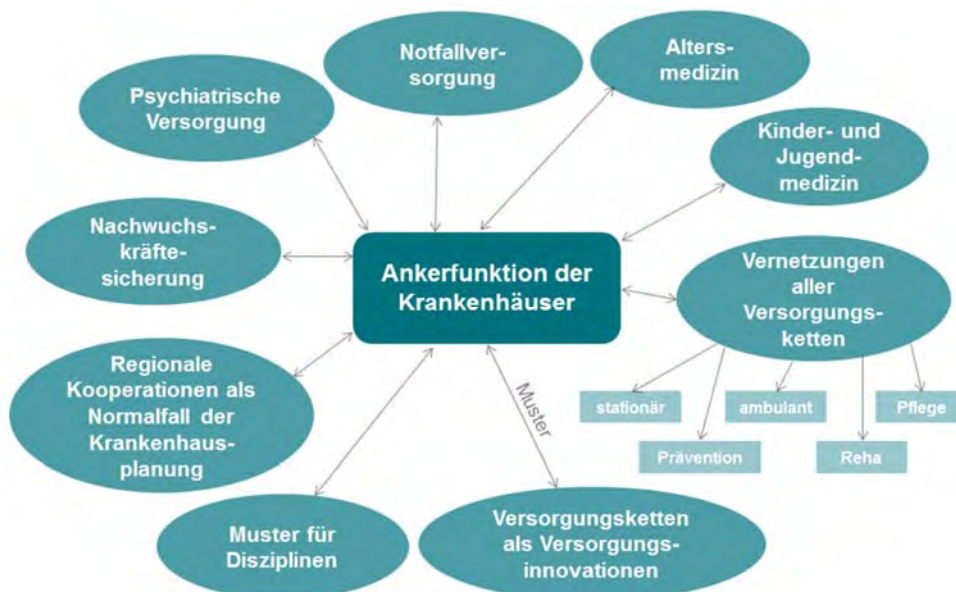 Notfallver-
sorgung
Alters-
medizin
Psychiatrische
Versorgung
Kinder- und
Jugend-
medizin
Nachwuchs-
kräfte-
sicherung
Ankerfunktion der
Krankenhäuser
Vernetzungen
aller
Versorgungs-
ketten
Regionale
Kooperationen als
Normalfall der
Krankenhaus-
planung
Muster
stationär
ambulant
Pflege
Prävention
Reha
Muster für
Disziplinen
Versorgungsketten
als Versorgungs-
innovationen